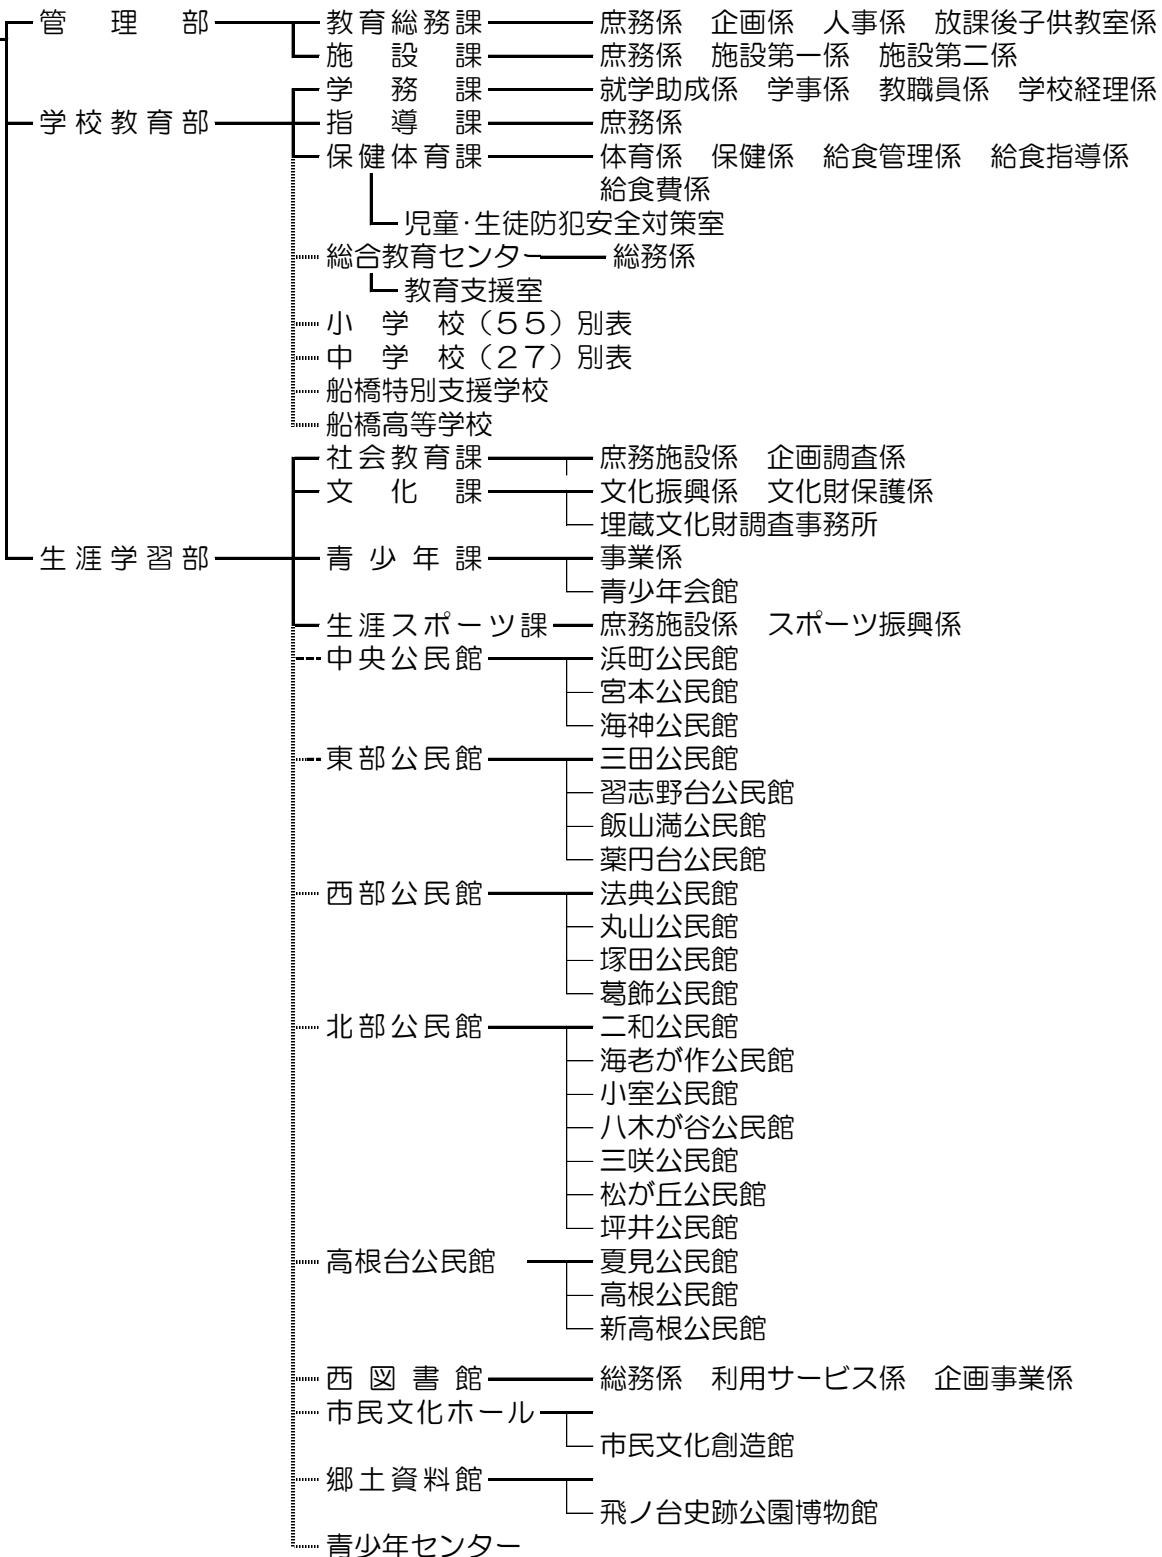 管理部 教育総務課 庶務係 企画係 人事係 放課後子供教室係
施設課 庶務係 施設第一係 施設第二係
学務課 就学助成係 学事係 教職員係 学校経理係
学校教育部 指導課 庶務係
保健体育課 体育係 保健係 給食管理係 給食指導係
給食費係
児童・生徒防犯安全対策室
総合教育センター 総務係
教育支援室
小学校（５５）別表
中学校（２７）別表
船橋特別支援学校
船橋高等学校
社会教育課 庶務施設係 企画調査係
文化課 文化振興係 文化財保護係
埋蔵文化財調査事務所
生涯学習部 青少年課 事業係
青少年会館
生涯スポーツ課 庶務施設係 スポーツ振興係
中央公民館 浜町公民館
宮本公民館
海神公民館
東部公民館 三田公民館
習志野台公民館
飯山満公民館
薬円台公民館
西部公民館 法典公民館
丸山公民館
塚田公民館
葛飾公民館
北部公民館 二和公民館
海老が作公民館
小室公民館
八木が谷公民館
三咲公民館
松が丘公民館
坪井公民館
高根台公民館 夏見公民館
高根公民館
新高根公民館
西図書館 総務係 利用サービス係 企画事業係
市民文化ホール
市民文化創造館
郷土資料館
飛ノ台史跡公園博物館
青少年センター